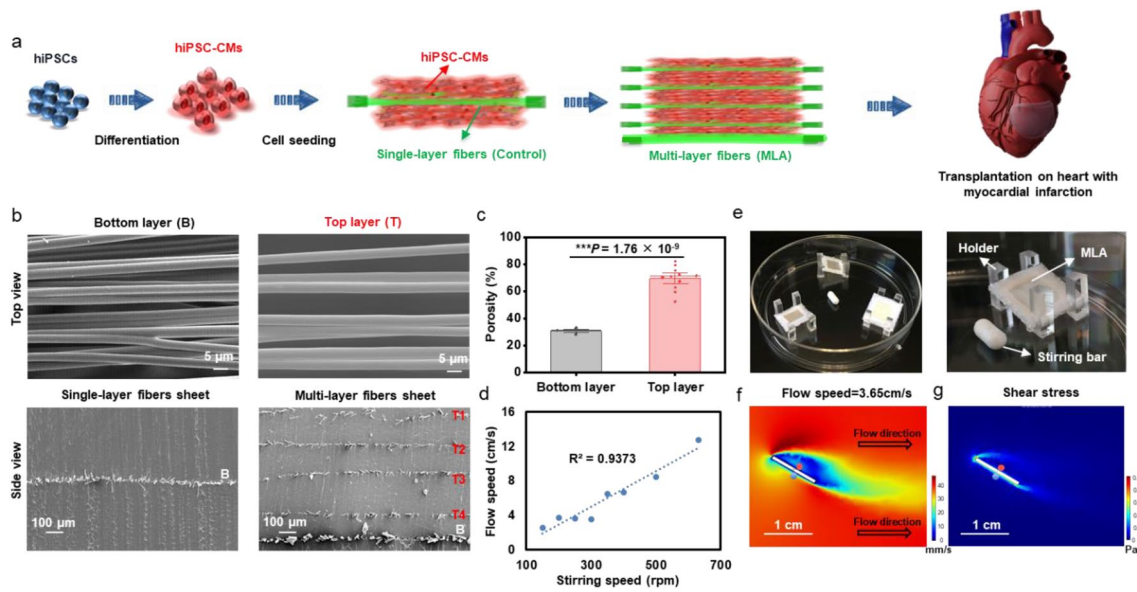 a
hiPSCs
hiPSC-CMs
hiPSC-CMs
Differentiation
Cell seeding
Single-layer fibers (Control)
Multi-layer fibers (MLA)
Transplantation on heart with
myocardial infarction
b
Bottom layer (B)
Top layer (T)
Top view
5 μm
5 μm
Single-layer fibers sheet
Multi-layer fibers sheet
Side view
B
100 μm
T1
T2
T3
T4
B
100 μm
c
***P = 1.76 × 10⁻⁹
Porosity (%)
100
80
60
40
20
0
Bottom layer
Top layer
d
R² = 0.9373
Flow speed (cm/s)
16
12
8
4
0
100
300
500
700
Stirring speed (rpm)
e
Holder
MLA
Stirring bar
f
Flow speed=3.65cm/s
Flow direction
Flow direction
1 cm
40
30
20
10
0
mm/s
g
Shear stress
1 cm
Pa